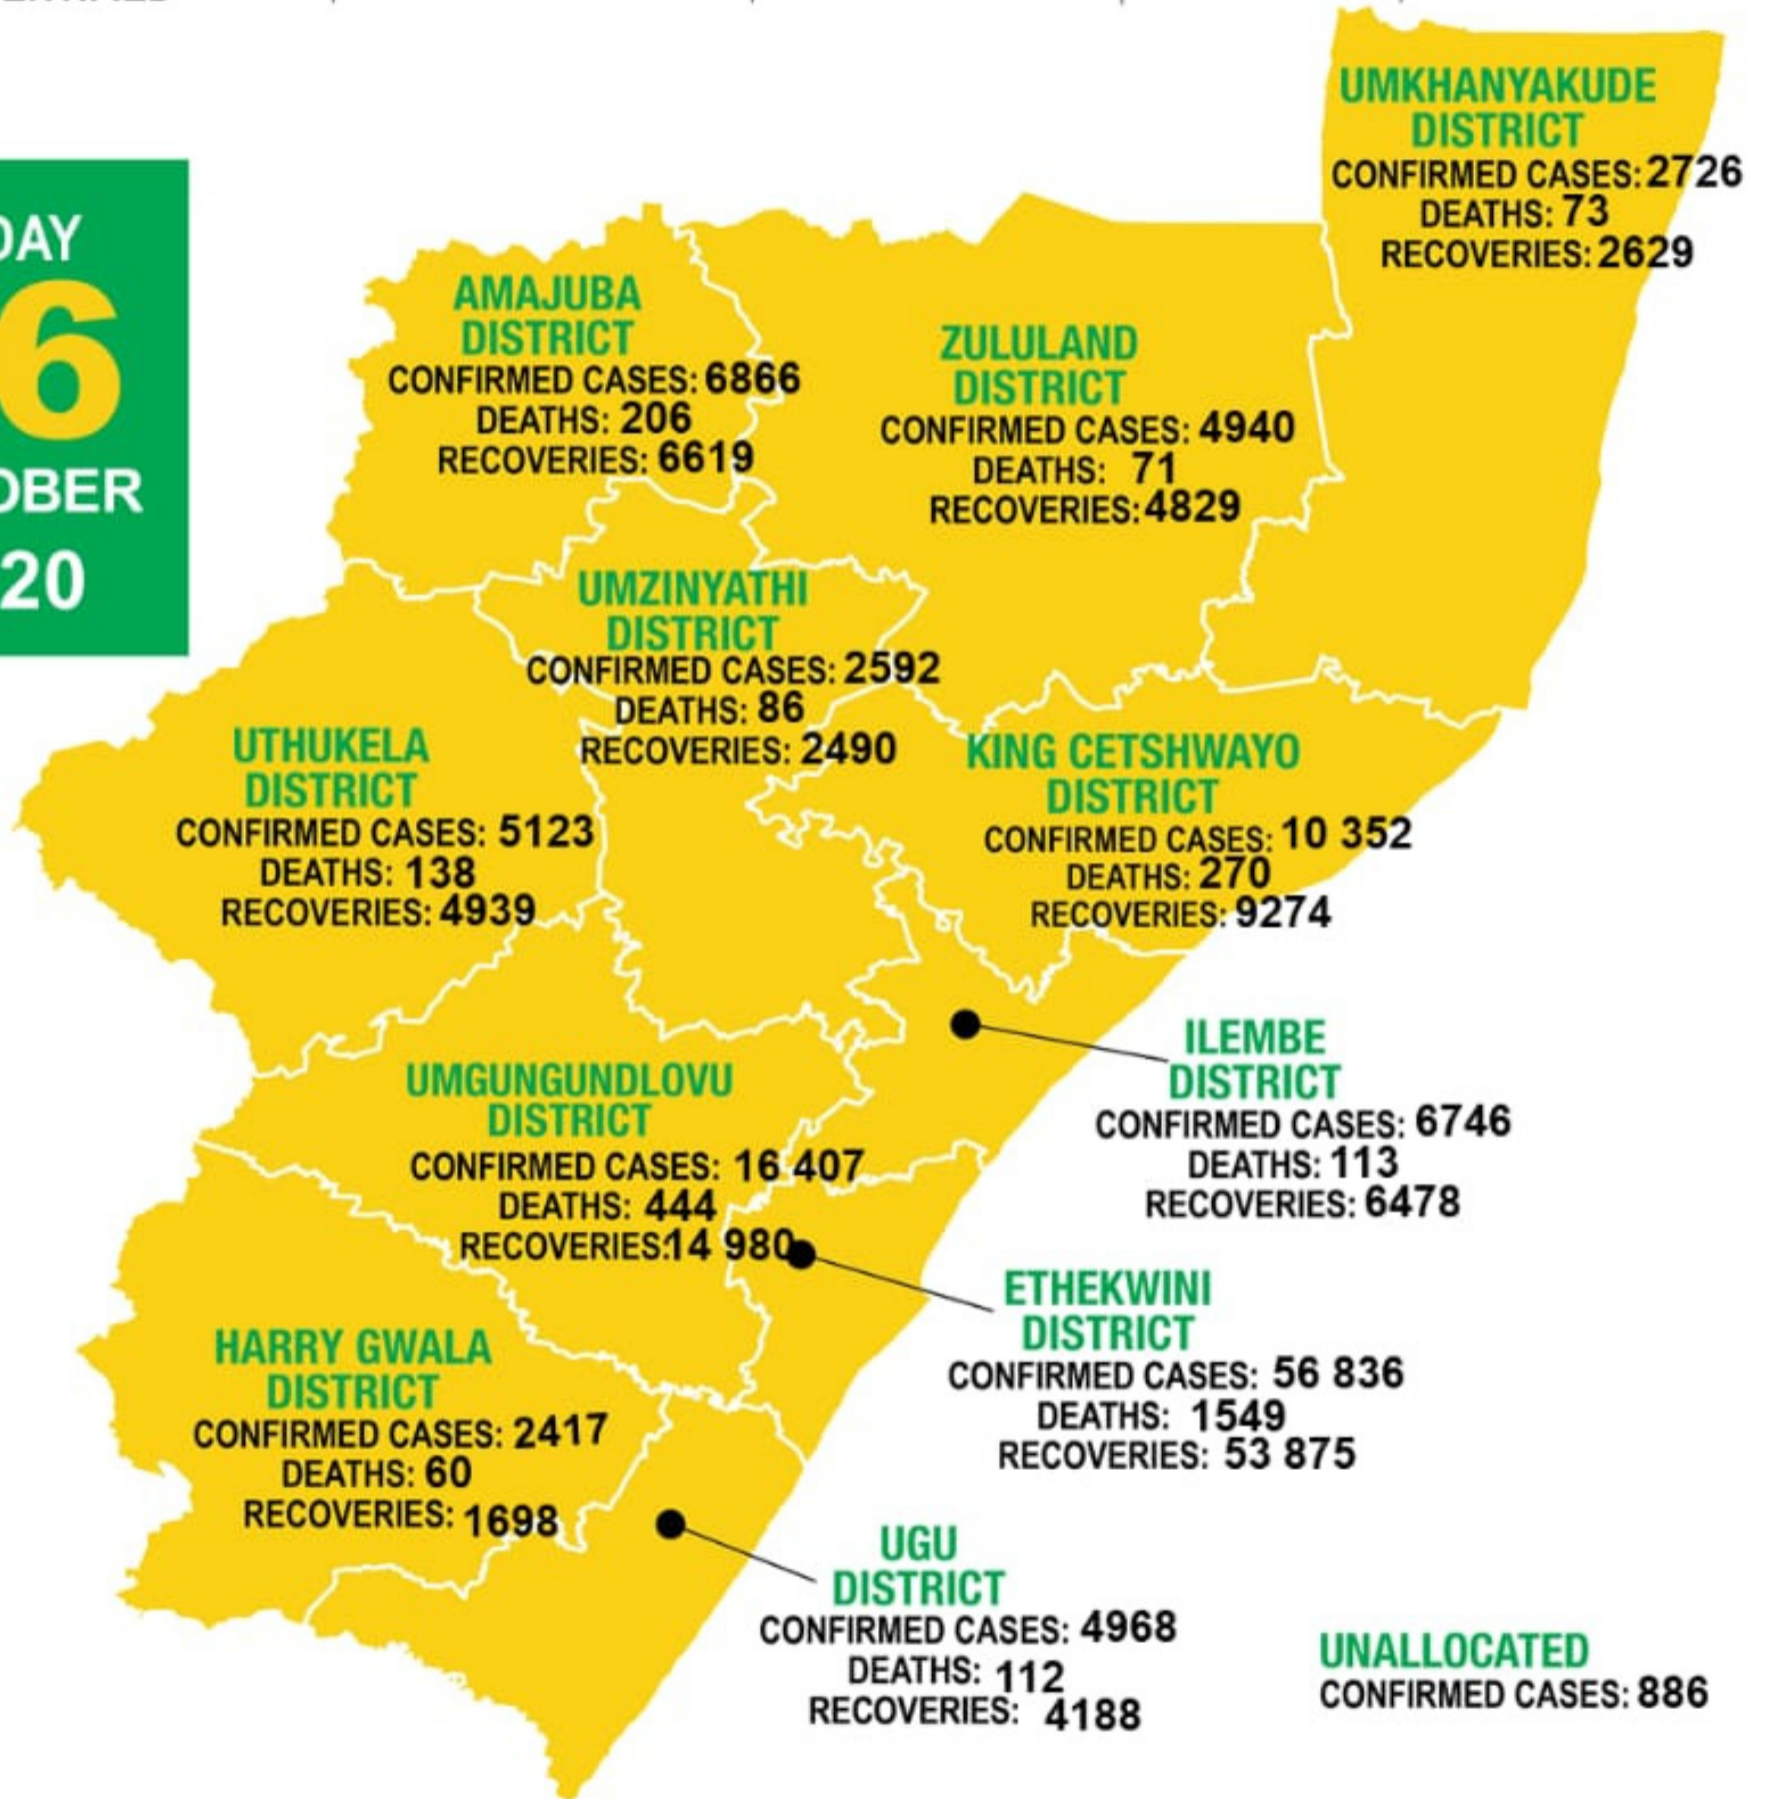 DAY
6
OBER
20
UMKHANYAKUDE
DISTRICT
CONFIRMED CASES: 2726
DEATHS: 73
RECOVERIES: 2629
AMAJUBA
DISTRICT
CONFIRMED CASES: 6866
DEATHS: 206
RECOVERIES: 6619
ZULULAND
DISTRICT
CONFIRMED CASES: 4940
DEATHS: 71
RECOVERIES: 4829
UMZINYATHI
DISTRICT
CONFIRMED CASES: 2592
DEATHS: 86
RECOVERIES: 2490
UTHUKELA
DISTRICT
CONFIRMED CASES: 5123
DEATHS: 138
RECOVERIES: 4939
KING CETSHWAYO
DISTRICT
CONFIRMED CASES: 10 352
DEATHS: 270
RECOVERIES: 9274
ILEMBE
DISTRICT
CONFIRMED CASES: 6746
DEATHS: 113
RECOVERIES: 6478
UMGUNGUNDLOVU
DISTRICT
CONFIRMED CASES: 16 407
DEATHS: 444
RECOVERIES:14 980
ETHEKWINI
DISTRICT
CONFIRMED CASES: 56 836
DEATHS: 1549
RECOVERIES: 53 875
HARRY GWALA
DISTRICT
CONFIRMED CASES: 2417
DEATHS: 60
RECOVERIES: 1698
UGU
DISTRICT
CONFIRMED CASES: 4968
DEATHS: 112
RECOVERIES: 4188
UNALLOCATED
CONFIRMED CASES: 886